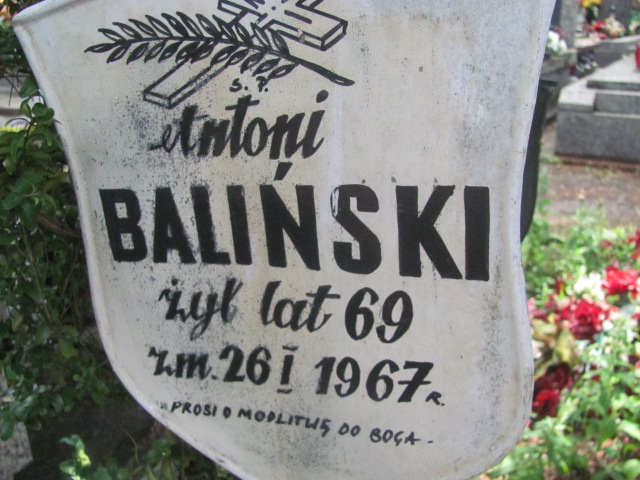 Ś. P.
Antoni
BALIŃSKI
żył lat 69
zm. 26 I 1967 R.
PROSI O MODLITWĘ DO BOGA -